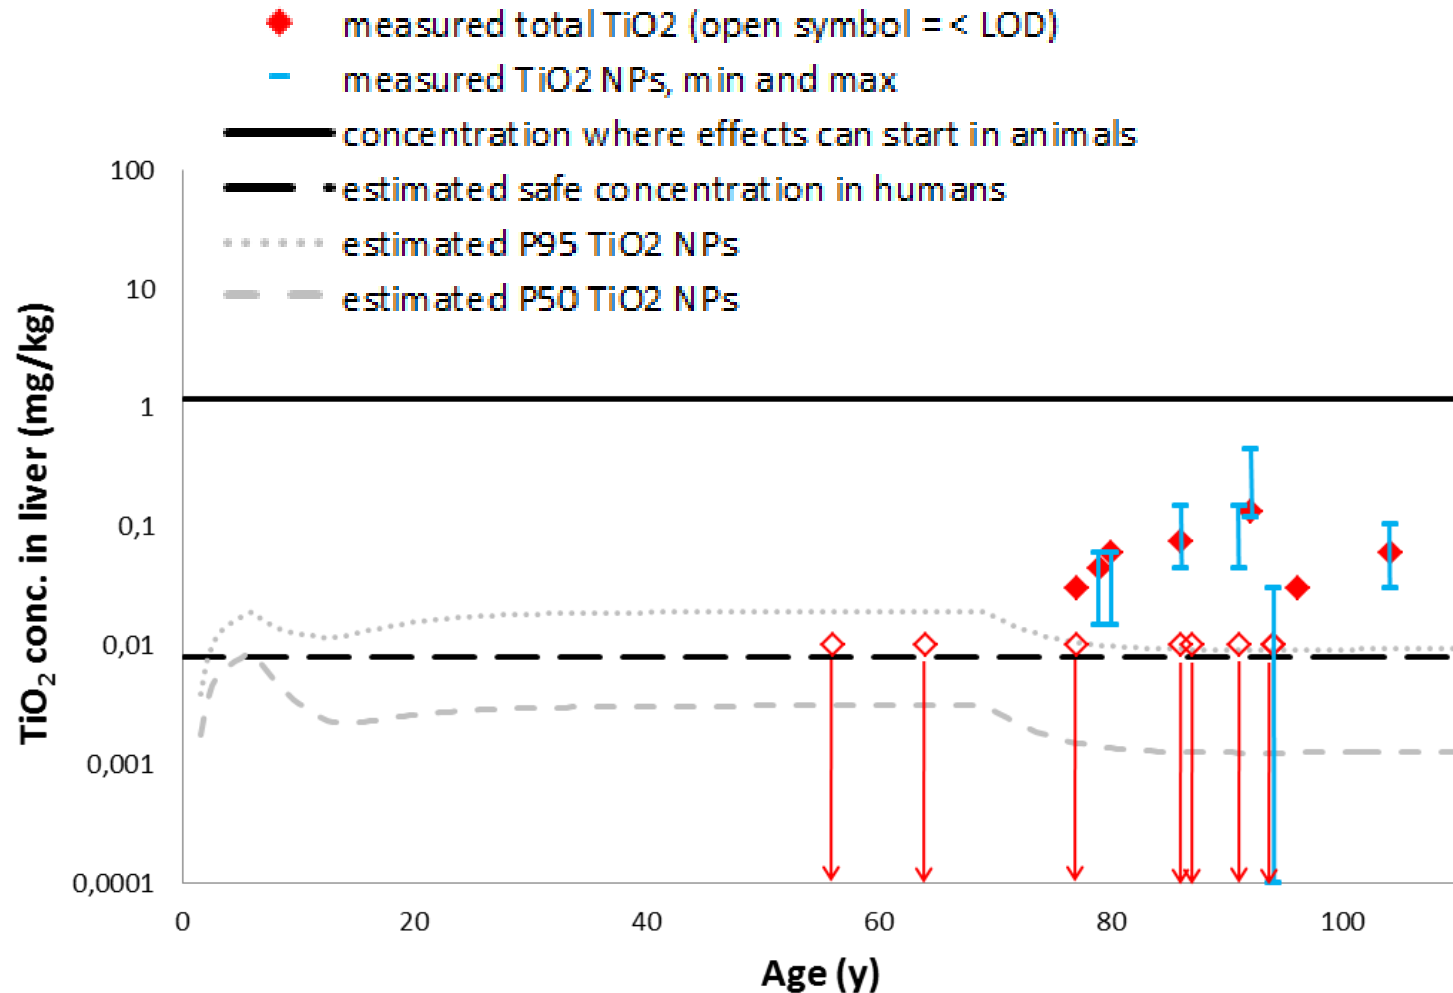 measured total TiO2 (open symbol = < LOD)
measured TiO2 NPs, min and max
concentration where effects can start in animals
estimated safe concentration in humans
estimated P95 TiO2 NPs
estimated P50 TiO2 NPs
TiO₂ conc. in liver (mg/kg)
100
10
1
0,1
0,01
0,001
0,0001
0 20 40 60 80 100
Age (y)